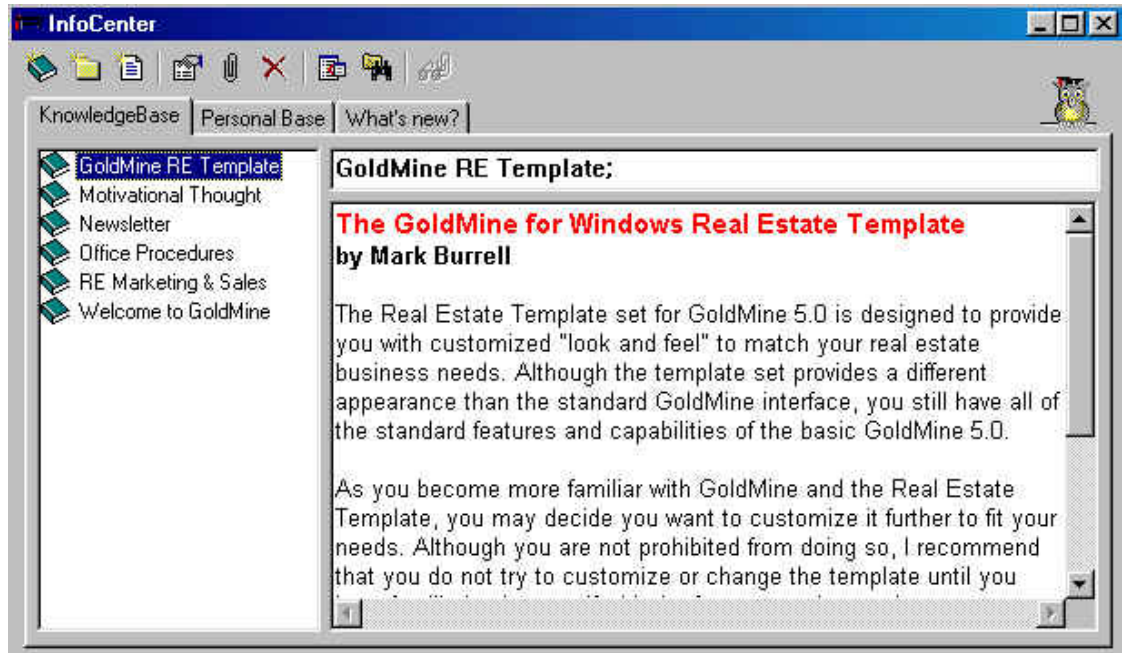 InfoCenter
KnowledgeBase
Personal Base
What's new?
GoldMine RE Template
Motivational Thought
Newsletter
Office Procedures
RE Marketing & Sales
Welcome to GoldMine
GoldMine RE Template;
The GoldMine for Windows Real Estate Template
by Mark Burrell
The Real Estate Template set for GoldMine 5.0 is designed to provide
you with customized "look and feel" to match your real estate
business needs. Although the template set provides a different
appearance than the standard GoldMine interface, you still have all of
the standard features and capabilities of the basic GoldMine 5.0.
As you become more familiar with GoldMine and the Real Estate
Template, you may decide you want to customize it further to fit your
needs. Although you are not prohibited from doing so, I recommend
that you do not try to customize or change the template until you